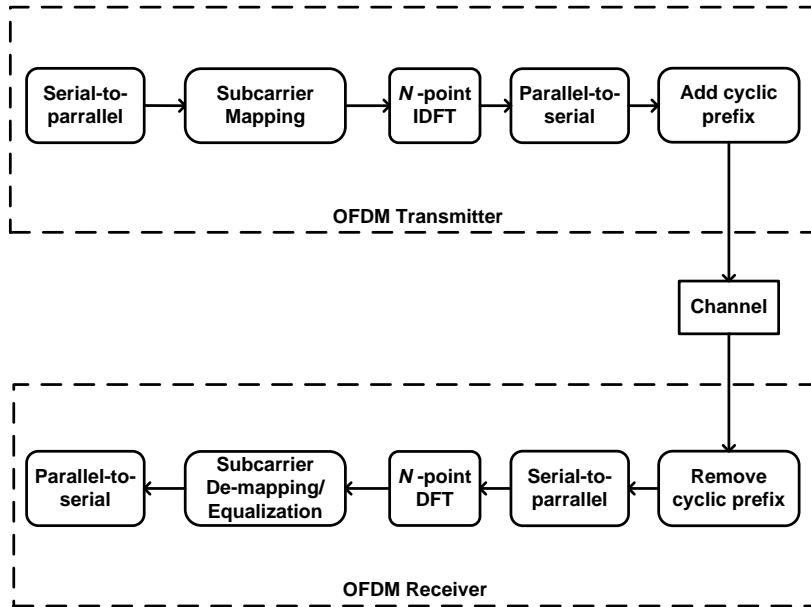 Serial-to-
parrallel
Subcarrier
Mapping
N -point
IDFT
Parallel-to-
serial
Add cyclic
prefix
OFDM Transmitter
Channel
Parallel-to-
serial
Subcarrier
De-mapping/
Equalization
N -point
DFT
Serial-to-
parrallel
Remove
cyclic prefix
OFDM Receiver